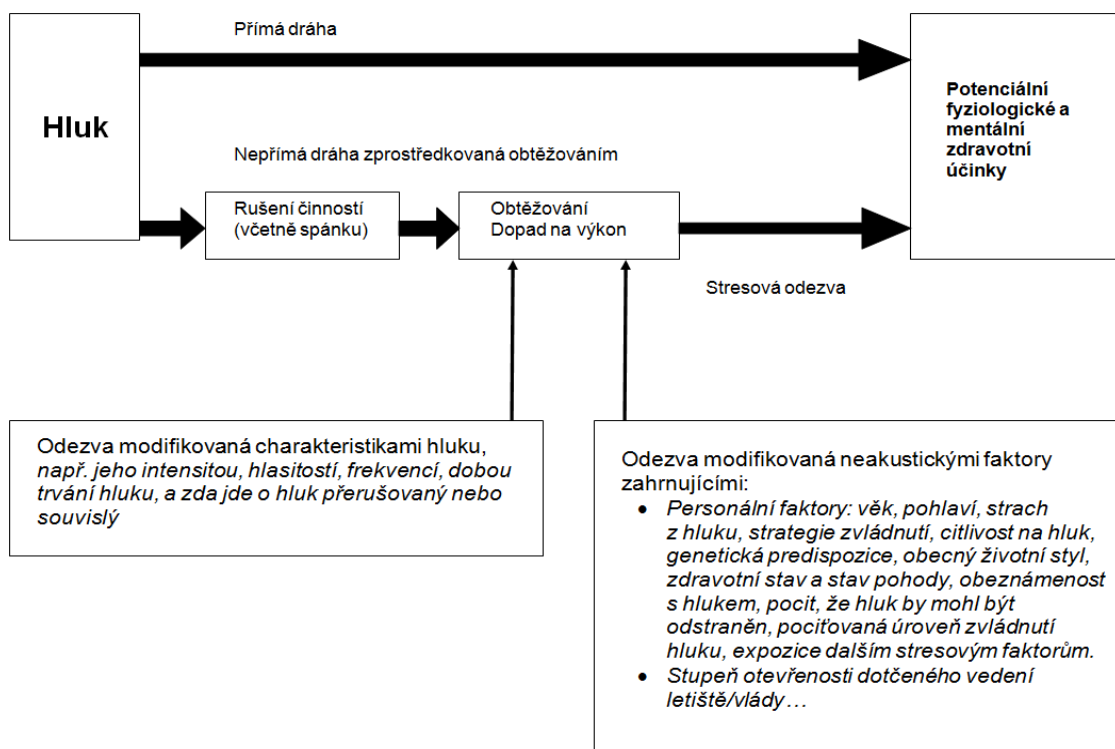 Přímá dráha
Hluk
Potenciální
fyziologické a
mentální
zdravotní
účinky
Nepřímá dráha zprostředkovaná obtěžováním
Rušení činností
(včetně spánku)
Obtěžování
Dopad na výkon
Stresová odezva
Odezva modifikovaná charakteristikami hluku,
např. jeho intensitou, hlasitostí, frekvencí, dobou
trvání hluku, a zda jde o hluk přerušovaný nebo
souvislý
Odezva modifikovaná neakustickými faktory
zahrnujícími:
• Personální faktory: věk, pohlaví, strach
z hluku, strategie zvládnutí, citlivost na hluk,
genetická predispozice, obecný životní styl,
zdravotní stav a stav pohody, obeznámenost
s hlukem, pocit, že hluk by mohl být
odstraněn, pociťovaná úroveň zvládnutí
hluku, expozice dalším stresovým faktorům.
• Stupeň otevřenosti dotčeného vedení
letiště/vlády…